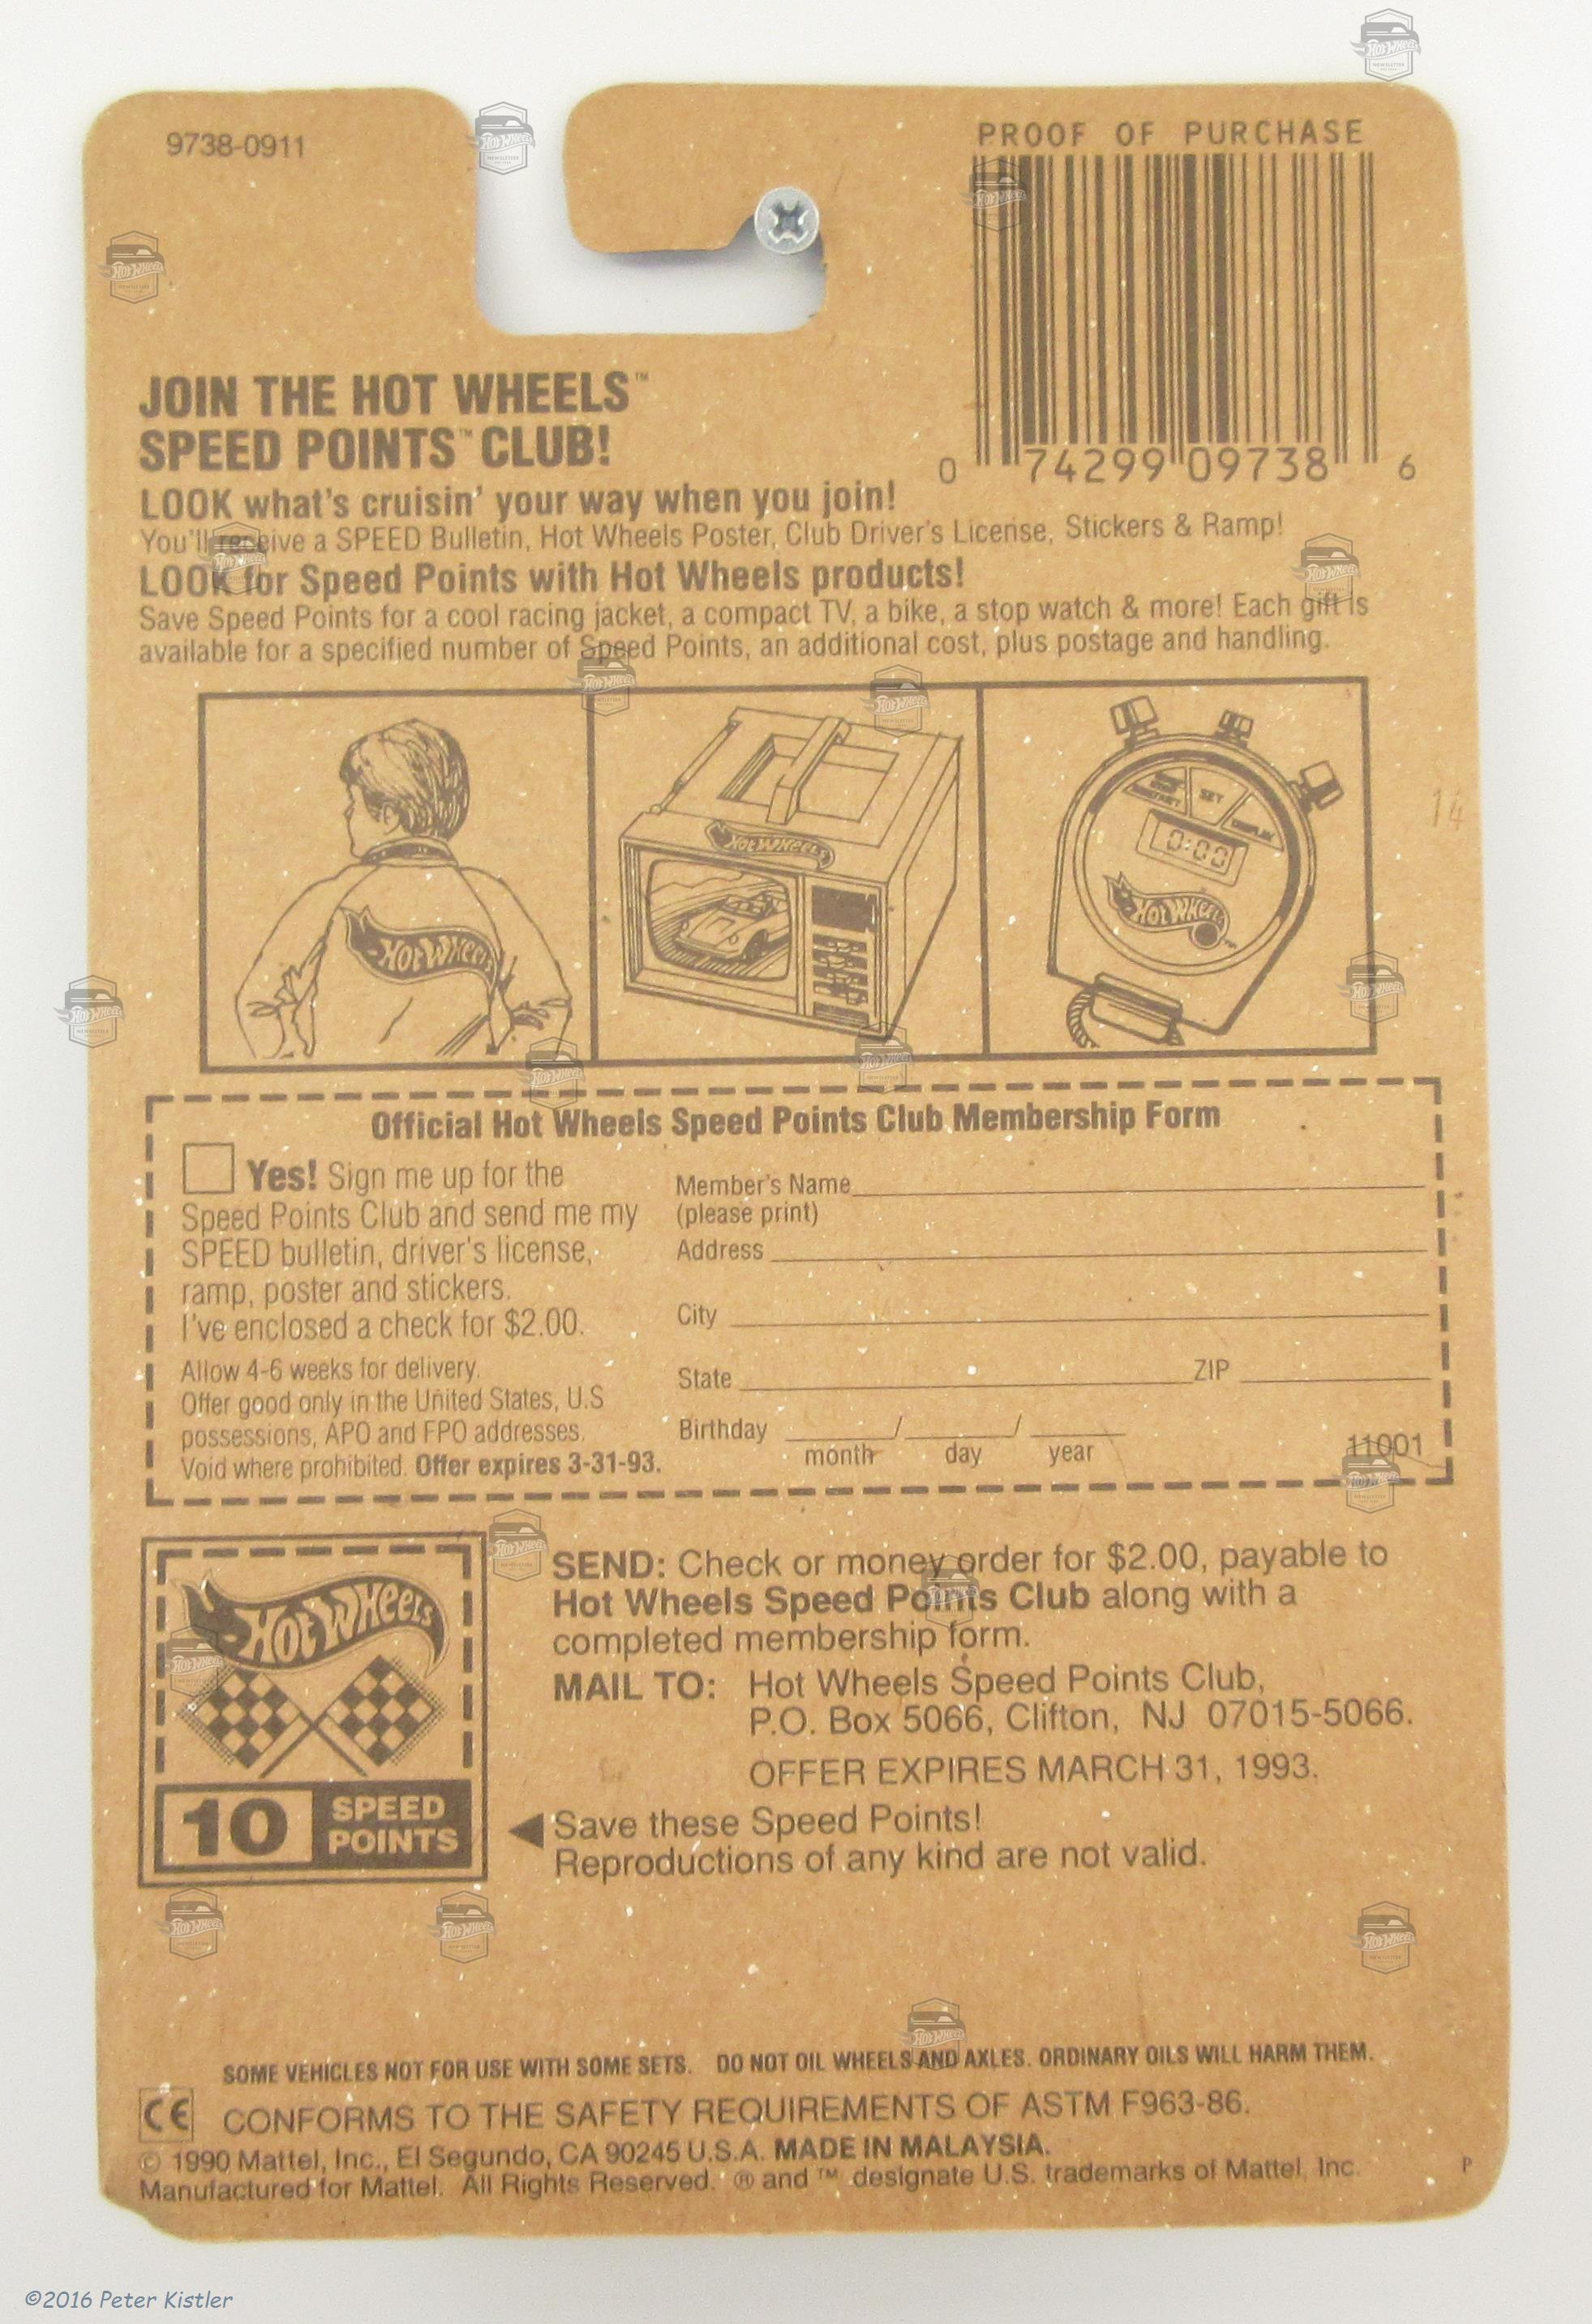 9738-0911
PROOF OF PURCHASE
0 74299 09738 6
JOIN THE HOT WHEELS™
SPEED POINTS™ CLUB!
LOOK what's cruisin' your way when you join!
You'll receive a SPEED Bulletin, Hot Wheels Poster, Club Driver's License, Stickers & Ramp!
LOOK for Speed Points with Hot Wheels products!
Save Speed Points for a cool racing jacket, a compact TV, a bike, a stop watch & more! Each gift is
available for a specified number of Speed Points, an additional cost, plus postage and handling.
HOT WHEELS
HOT WHEELS
SET
0:00
HOT WHEELS
14
Official Hot Wheels Speed Points Club Membership Form
Yes! Sign me up for the
Speed Points Club and send me my
SPEED bulletin, driver's license,
ramp, poster and stickers.
I've enclosed a check for $2.00.
Allow 4-6 weeks for delivery.
Offer good only in the United States, U.S
possessions, APO and FPO addresses.
Void where prohibited. Offer expires 3-31-93.
Member's Name
(please print)
Address
City
State ZIP
Birthday / /
month day year
11001
HOT WHEELS
10 SPEED
POINTS
SEND: Check or money order for $2.00, payable to
Hot Wheels Speed Points Club along with a
completed membership form.
MAIL TO: Hot Wheels Speed Points Club,
P.O. Box 5066, Clifton, NJ 07015-5066.
OFFER EXPIRES MARCH 31, 1993.
Save these Speed Points!
Reproductions of any kind are not valid.
SOME VEHICLES NOT FOR USE WITH SOME SETS. DO NOT OIL WHEELS AND AXLES. ORDINARY OILS WILL HARM THEM.
CE CONFORMS TO THE SAFETY REQUIREMENTS OF ASTM F963-86.
© 1990 Mattel, Inc., El Segundo, CA 90245 U.S.A. MADE IN MALAYSIA.
Manufactured for Mattel. All Rights Reserved. ® and ™ designate U.S. trademarks of Mattel, Inc.
P
©2016 Peter Kistler